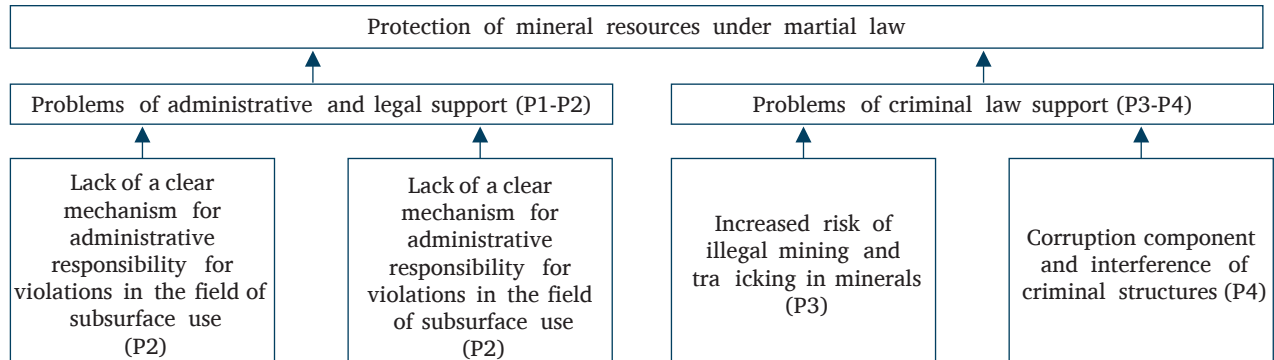 Protection of mineral resources under martial law
Problems of administrative and legal support (P1-P2)
Problems of criminal law support (P3-P4)
Lack of a clear
mechanism for
administrative
responsibility for
violations in the field of
subsurface use
(P2)
Lack of a clear
mechanism for
administrative
responsibility for
violations in the field
of subsurface use
(P2)
Increased risk of
illegal mining and
tra icking in minerals
(P3)
Corruption component
and interference of
criminal structures (P4)